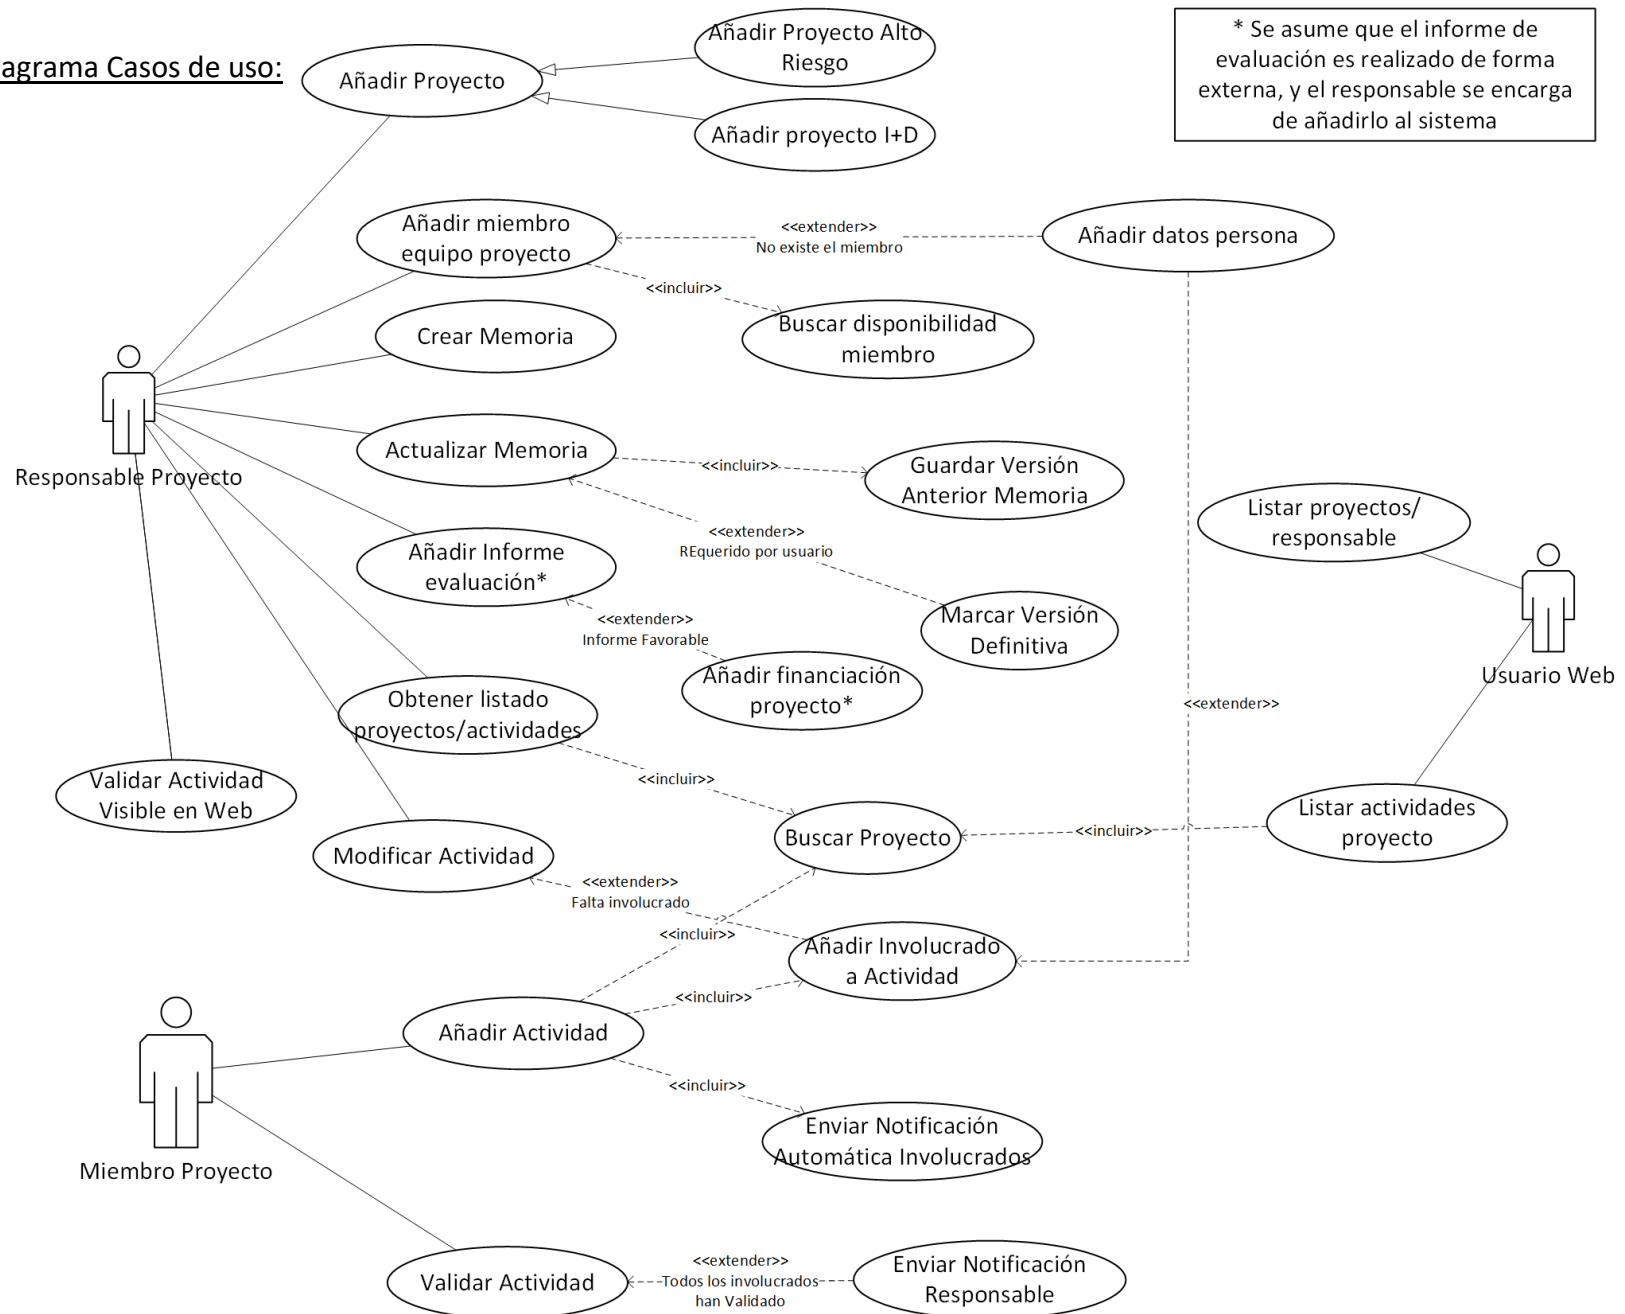 agrama Casos de uso:
Añadir Proyecto
Añadir Proyecto Alto
Riesgo
Añadir proyecto I+D
* Se asume que el informe de
evaluación es realizado de forma
externa, y el responsable se encarga
de añadirlo al sistema
Añadir miembro
equipo proyecto
<<extender>>
No existe el miembro
Añadir datos persona
<<incluir>>
Buscar disponibilidad
miembro
Crear Memoria
Responsable Proyecto
Actualizar Memoria
<<incluir>>
Guardar Versión
Anterior Memoria
<<extender>>
REquerido por usuario
Marcar Versión
Definitiva
Listar proyectos/
responsable
Usuario Web
Añadir Informe
evaluación*
<<extender>>
Informe Favorable
Añadir financiación
proyecto*
<<extender>>
Obtener listado
proyectos/actividades
<<incluir>>
Validar Actividad
Visible en Web
Buscar Proyecto
<<incluir>>
Listar actividades
proyecto
Modificar Actividad
<<extender>>
Falta involucrado
<<incluir>>
Añadir Involucrado
a Actividad
<<incluir>>
Añadir Actividad
Miembro Proyecto
<<incluir>>
Enviar Notificación
Automática Involucrados
Validar Actividad
<<extender>>
Todos los involucrados
han Validado
Enviar Notificación
Responsable